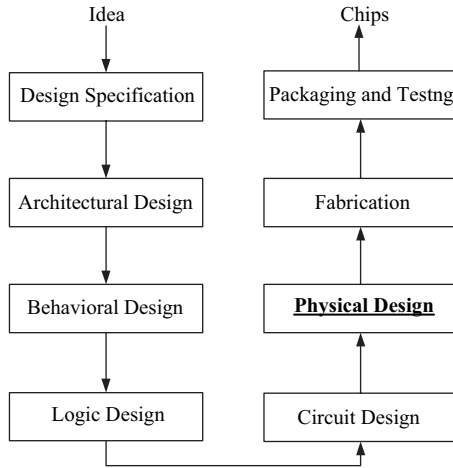 Idea
Design Specification
Architectural Design
Behavioral Design
Logic Design
Chips
Packaging and Testng
Fabrication
Physical Design
Circuit Design